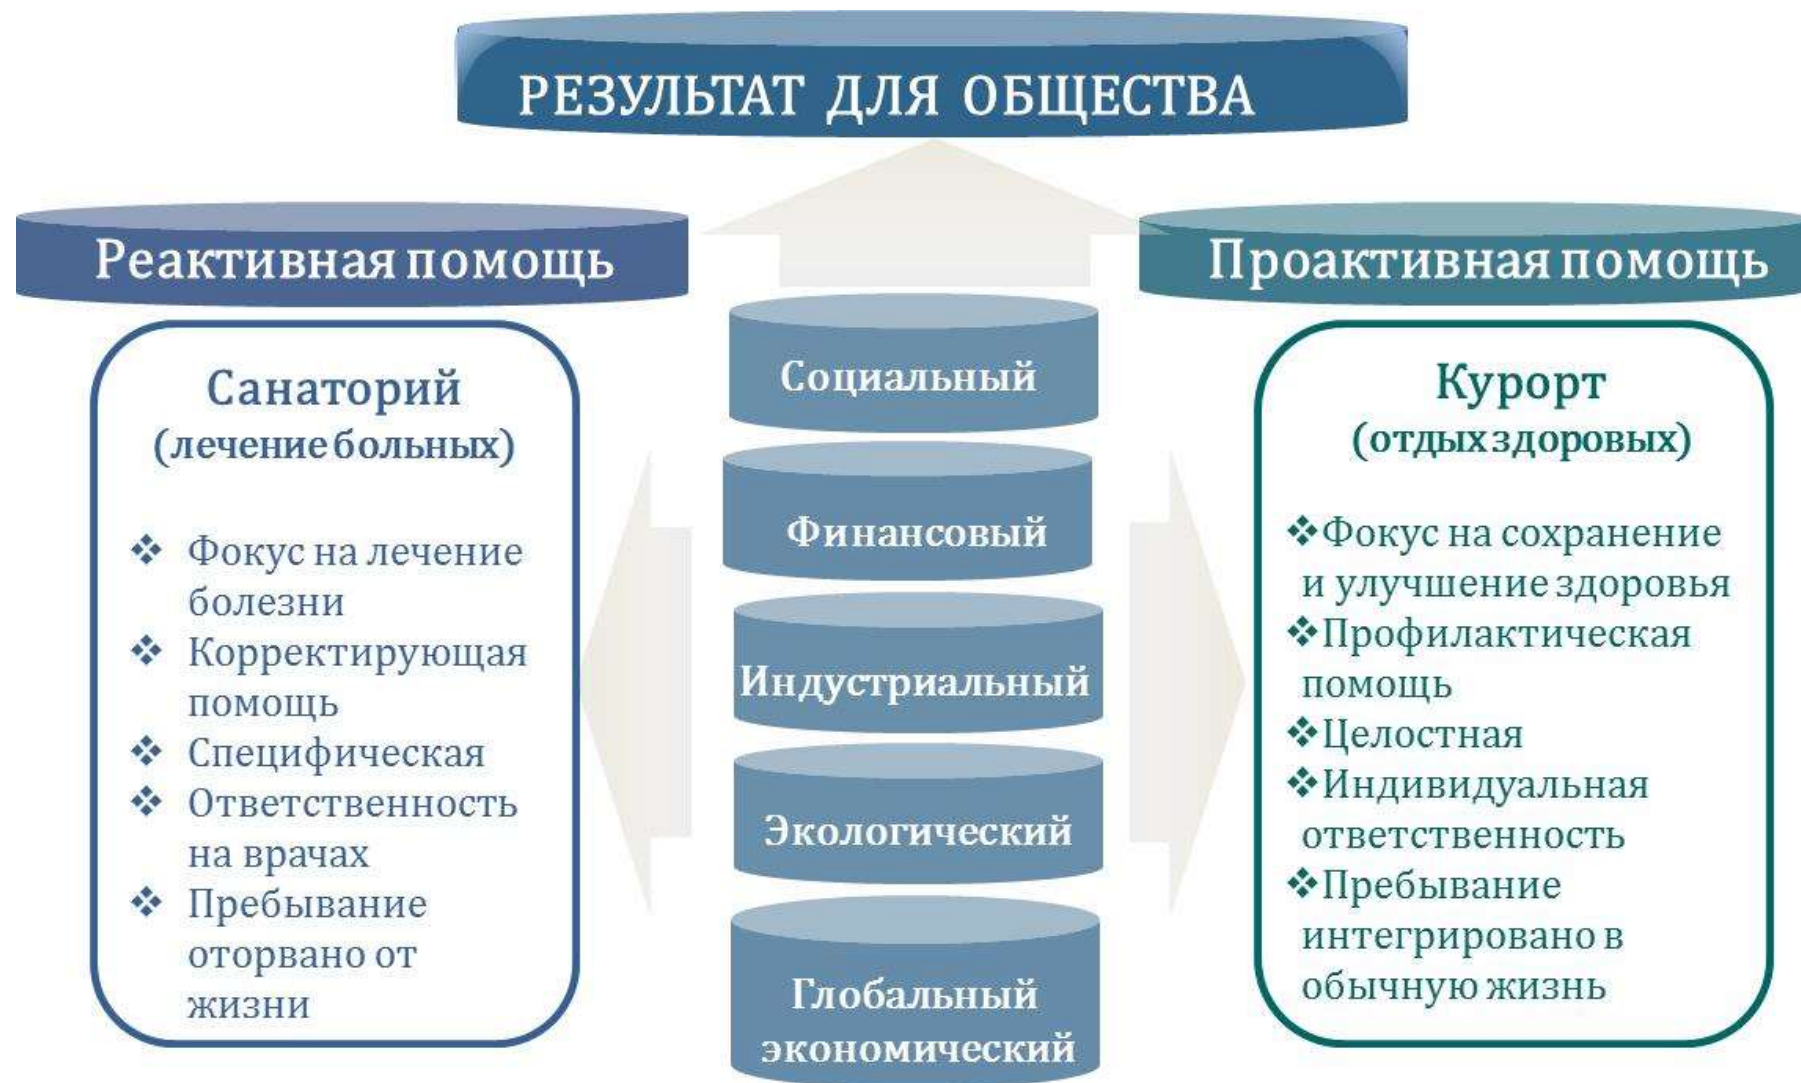 РЕЗУЛЬТАТ ДЛЯ ОБЩЕСТВА
Реактивная помощь
Санаторий
(лечение больных)
❖ Фокус на лечение
болезни
❖ Корректирующая
помощь
❖ Специфическая
❖ Ответственность
на врачах
❖ Пребывание
оторвано от
жизни
Социальный
Финансовый
Индустриальный
Экологический
Глобальный
экономический
Проактивная помощь
Курорт
(отдых здоровых)
❖Фокус на сохранение
и улучшение здоровья
❖Профилактическая
помощь
❖Целостная
❖Индивидуальная
ответственность
❖Пребывание
интегрировано в
обычную жизнь